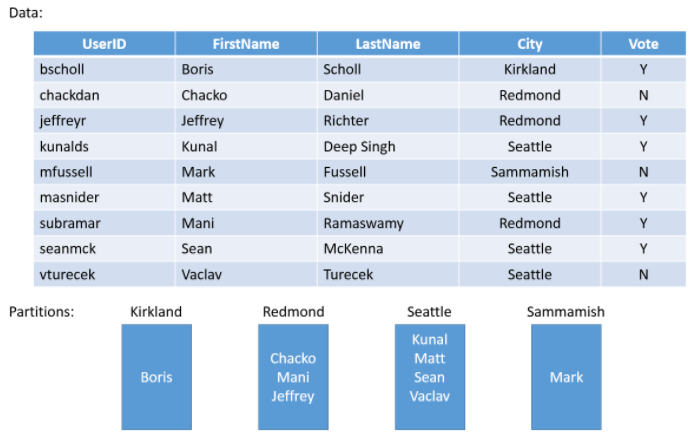 Data:
UserID FirstName LastName City Vote
bscholl Boris Scholl Kirkland Y
chackdan Chacko Daniel Redmond N
jeffreyr Jeffrey Richter Redmond Y
kunalds Kunal Deep Singh Seattle Y
mfussell Mark Fussell Sammamish N
masnider Matt Snider Seattle Y
subramar Mani Ramaswamy Redmond Y
seanmck Sean McKenna Seattle Y
vturecek Vaclav Turecek Seattle N
Partitions: Kirkland Redmond Seattle Sammamish
Boris
Chacko
Mani
Jeffrey
Kunal
Matt
Sean
Vaclav
Mark